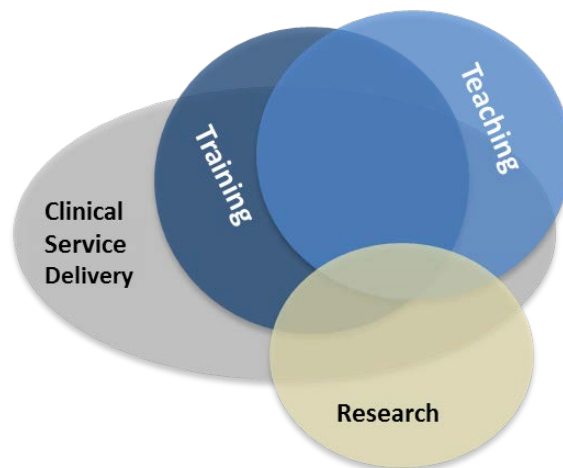 Teaching
Training
Clinical
Service
Delivery
Research